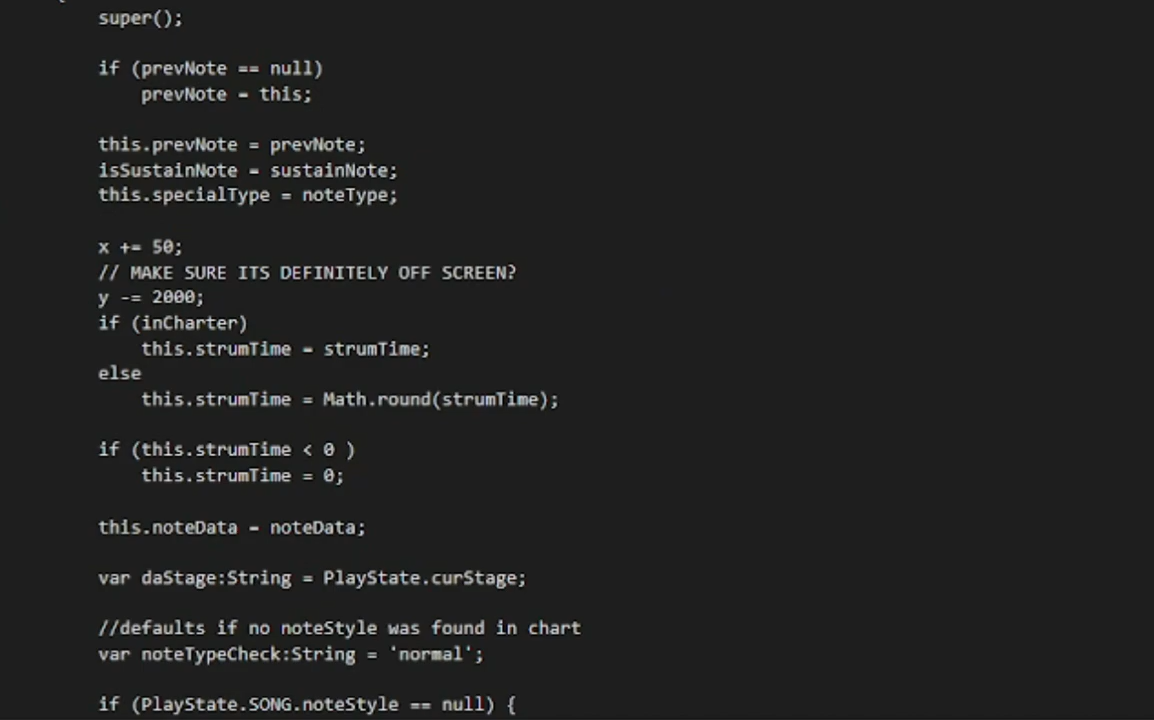 super();
if (prevNote == null)
prevNote = this;
this.prevNote = prevNote;
isSustainNote = sustainNote;
this.specialType = noteType;
x += 50;
// MAKE SURE ITS DEFINITELY OFF SCREEN?
y -= 2000;
if (inCharter)
this.strumTime = strumTime;
else
this.strumTime = Math.round(strumTime);
if (this.strumTime < 0 )
this.strumTime = 0;
this.noteData = noteData;
var daStage:String = PlayState.curStage;
//defaults if no noteStyle was found in chart
var noteTypeCheck:String = 'normal';
if (PlayState.SONG.noteStyle == null) {